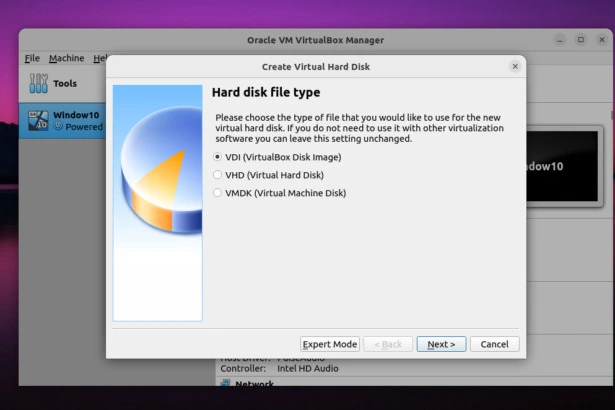 Oracle VM VirtualBox Manager
File Machine Hel
Create Virtual Hard Disk
Tools
Hard disk file type
Please choose the type of file that you would like to use for the new
virtual hard disk. If you do not need to use it with other virtualization
software you can leave this setting unchanged.
Window10
Powered
VDI (VirtualBox Disk Image)
VHD (Virtual Hard Disk)
VMDK (Virtual Machine Disk)
dow10
Expert Mode
< Back
Next >
Cancel
Host Driver: PulseAudio
Controller: Intel HD Audio
Network